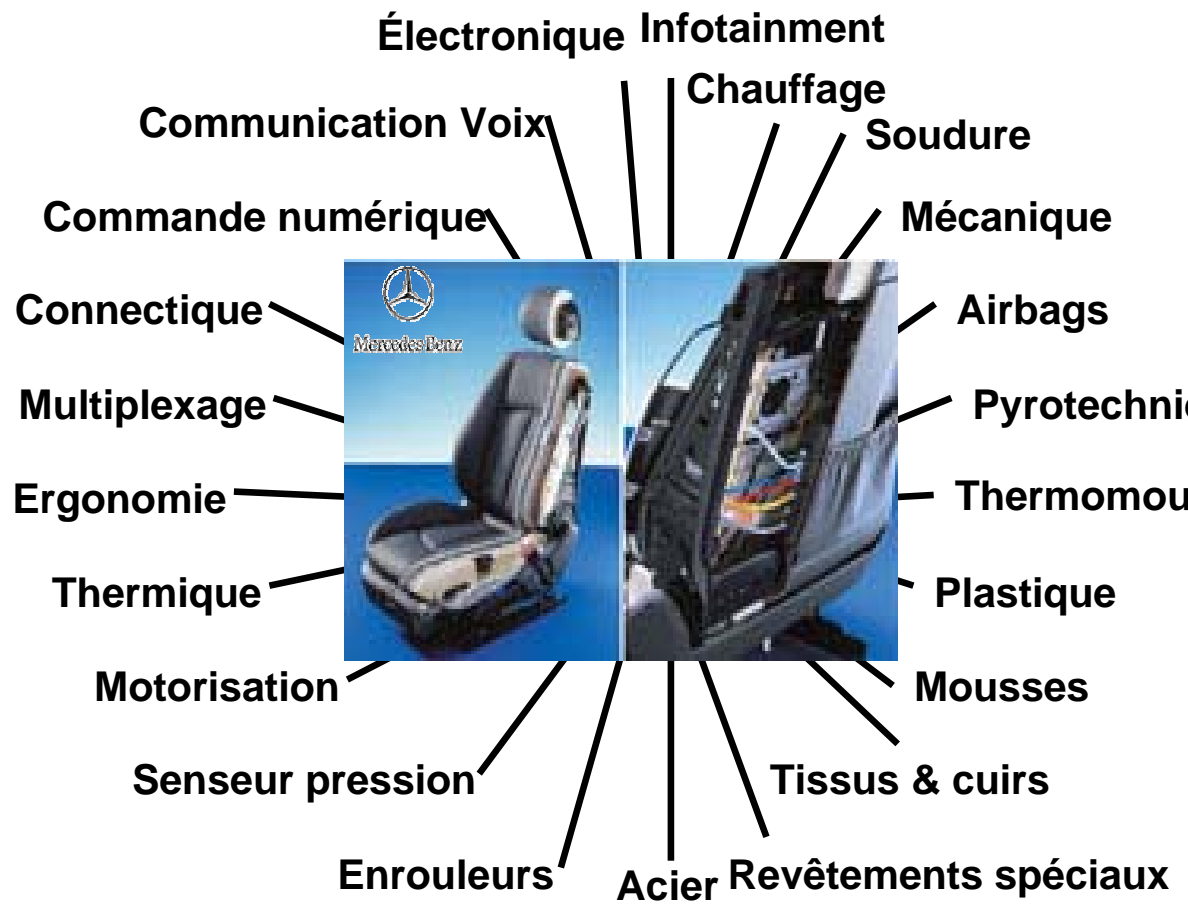 Électronique
Infotainment
Chauffage
Communication Voix
Soudure
Commande numérique
Mécanique
Connectique
Airbags
Mercedes Benz
Multiplexage
Ergonomie
Thermique
Plastique
Motorisation
Mousses
Senseur pression
Tissus & cuirs
Enrouleurs
Acier
Revêtements spéciaux